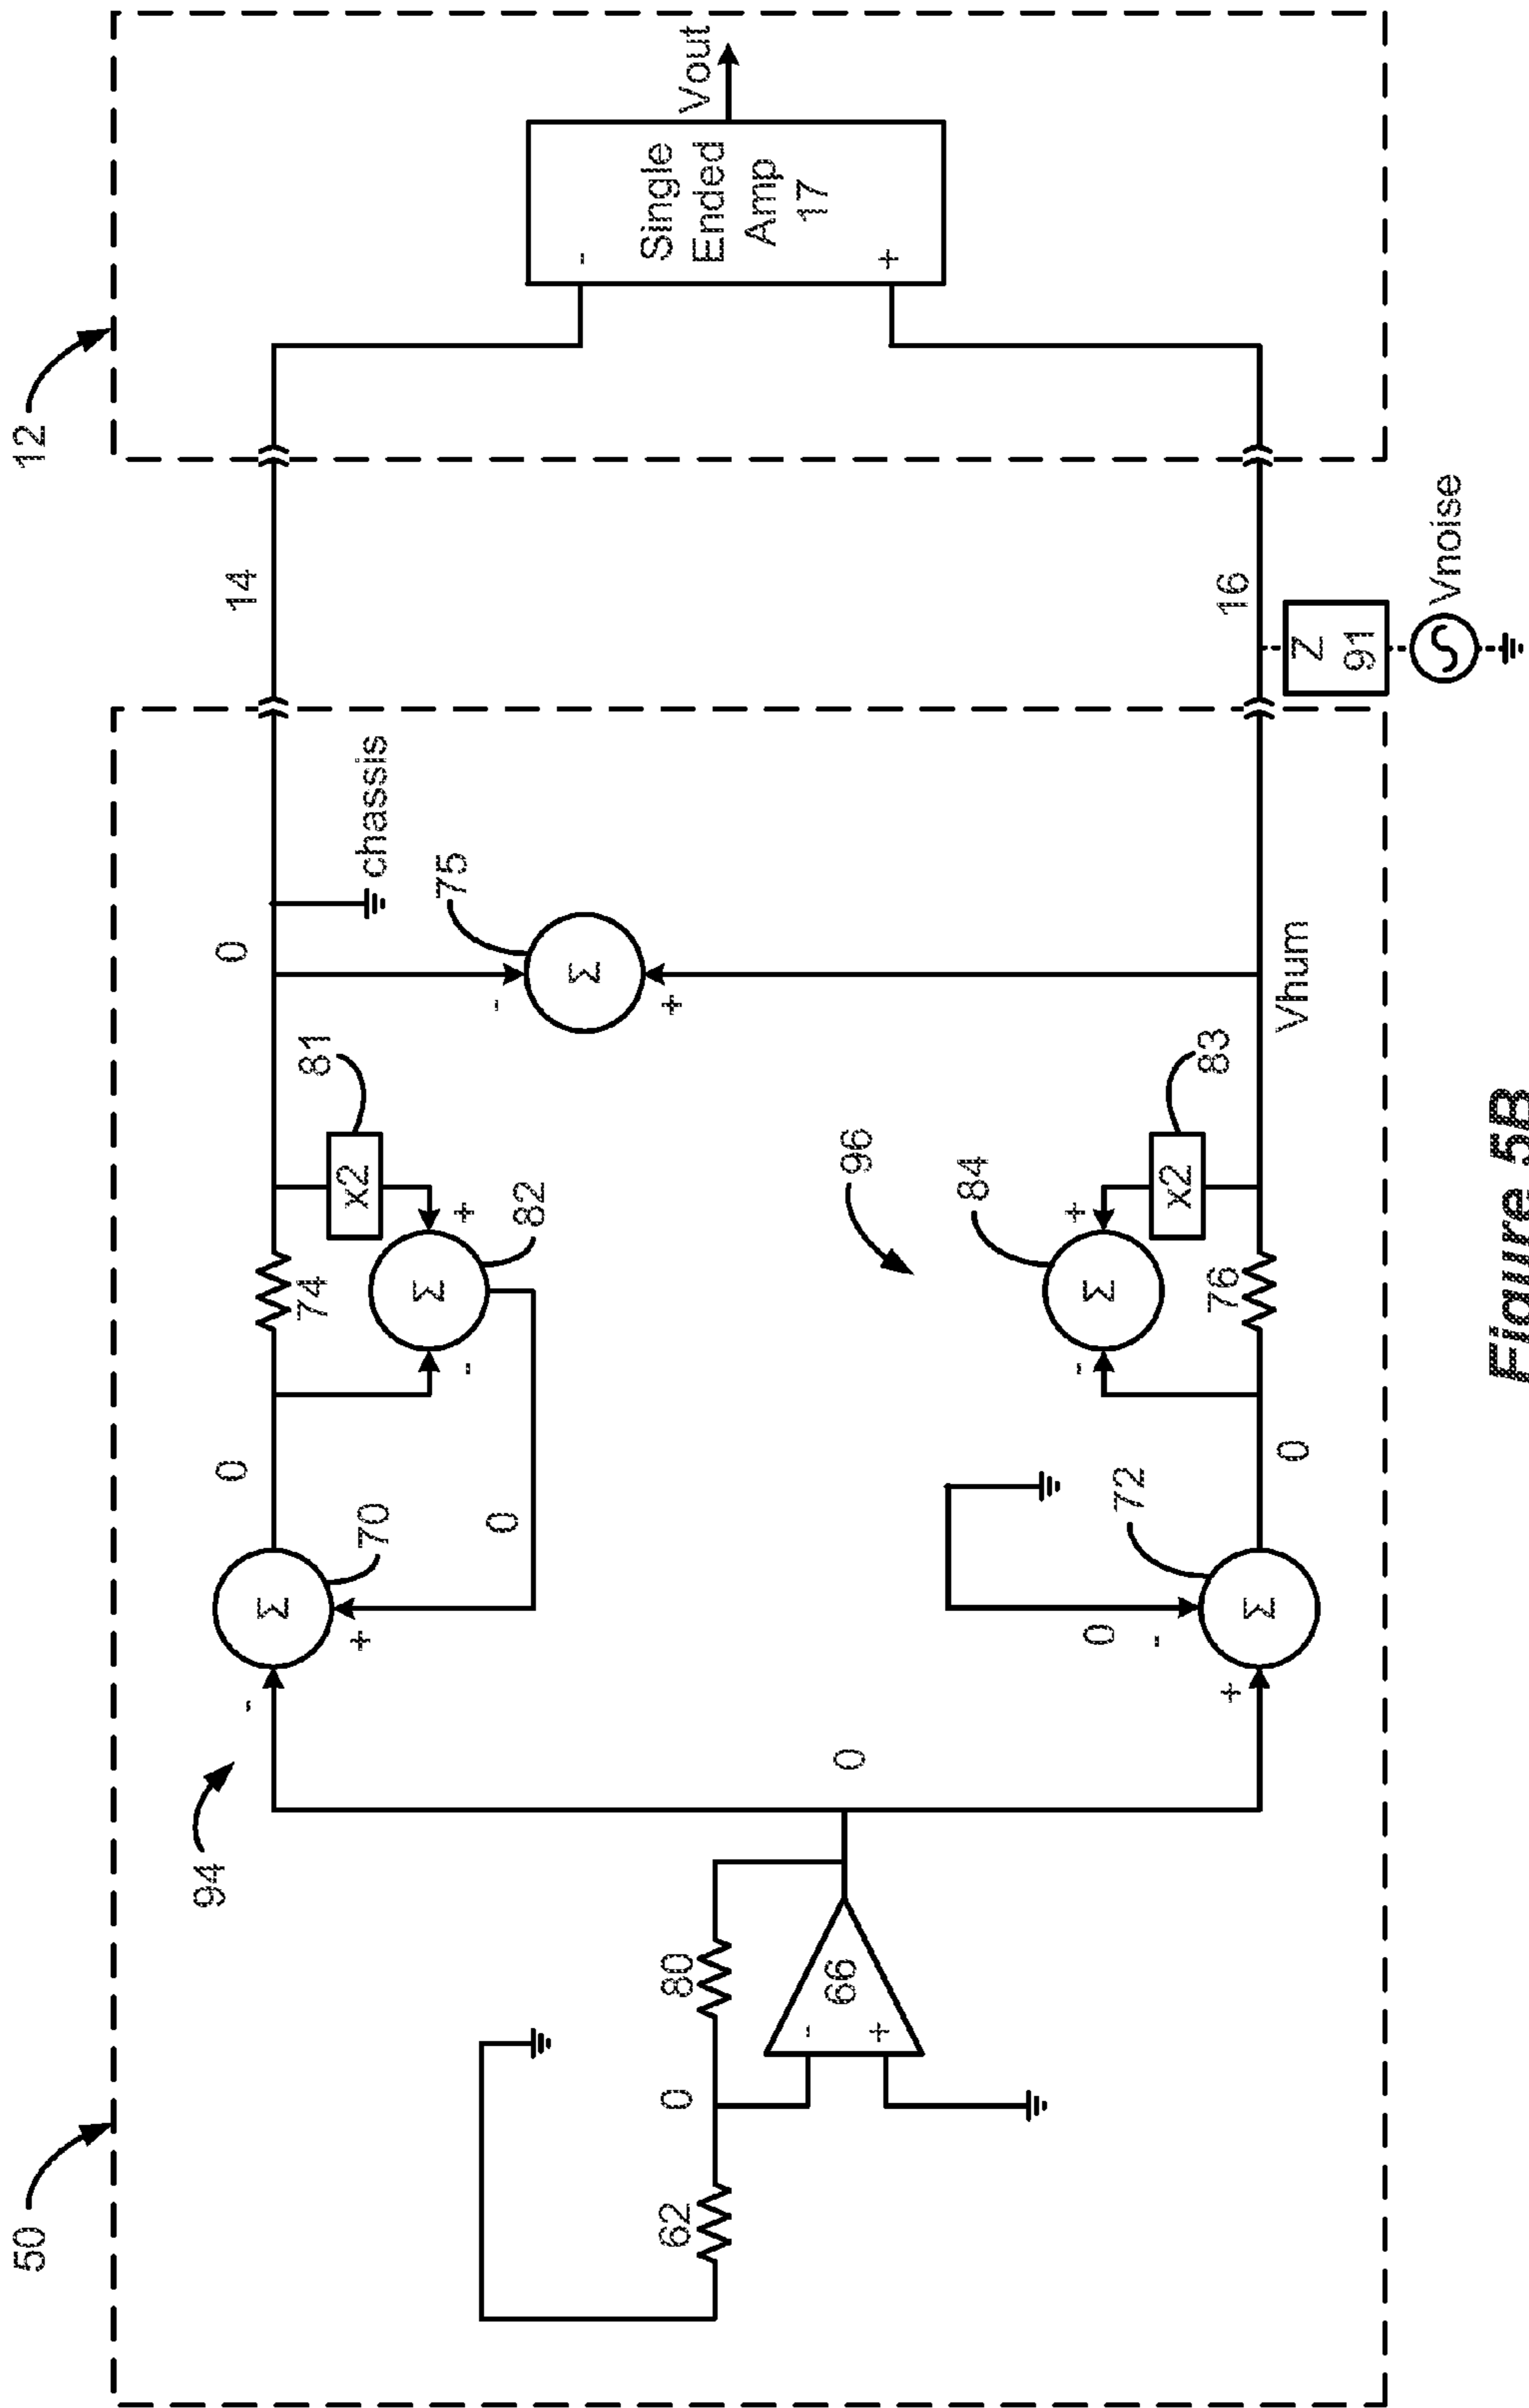 50
12
94
0
0
14
chassis
74
x2
81
Σ
70
+
-
0
Σ
82
+
-
75
Σ
-
+
62
0
80
66
-
+
0
Single
Ended
Amp
17
-
+
Vout
96
84
Σ
-
+
x2
83
76
72
Σ
0
-
+
0
Vhum
16
Z
91
Vnoise
Figure 5B